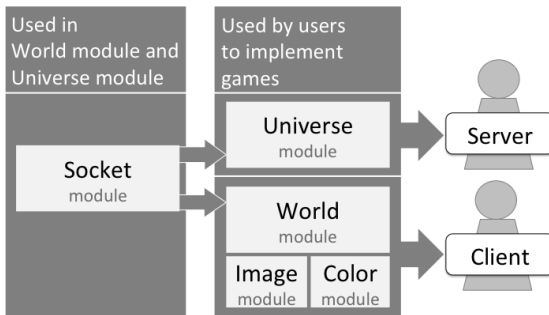 Used in
World module and
Universe module
Used by users
to implement
games
Socket
module
Universe
module
World
module
Image
module
Color
module
Server
Client